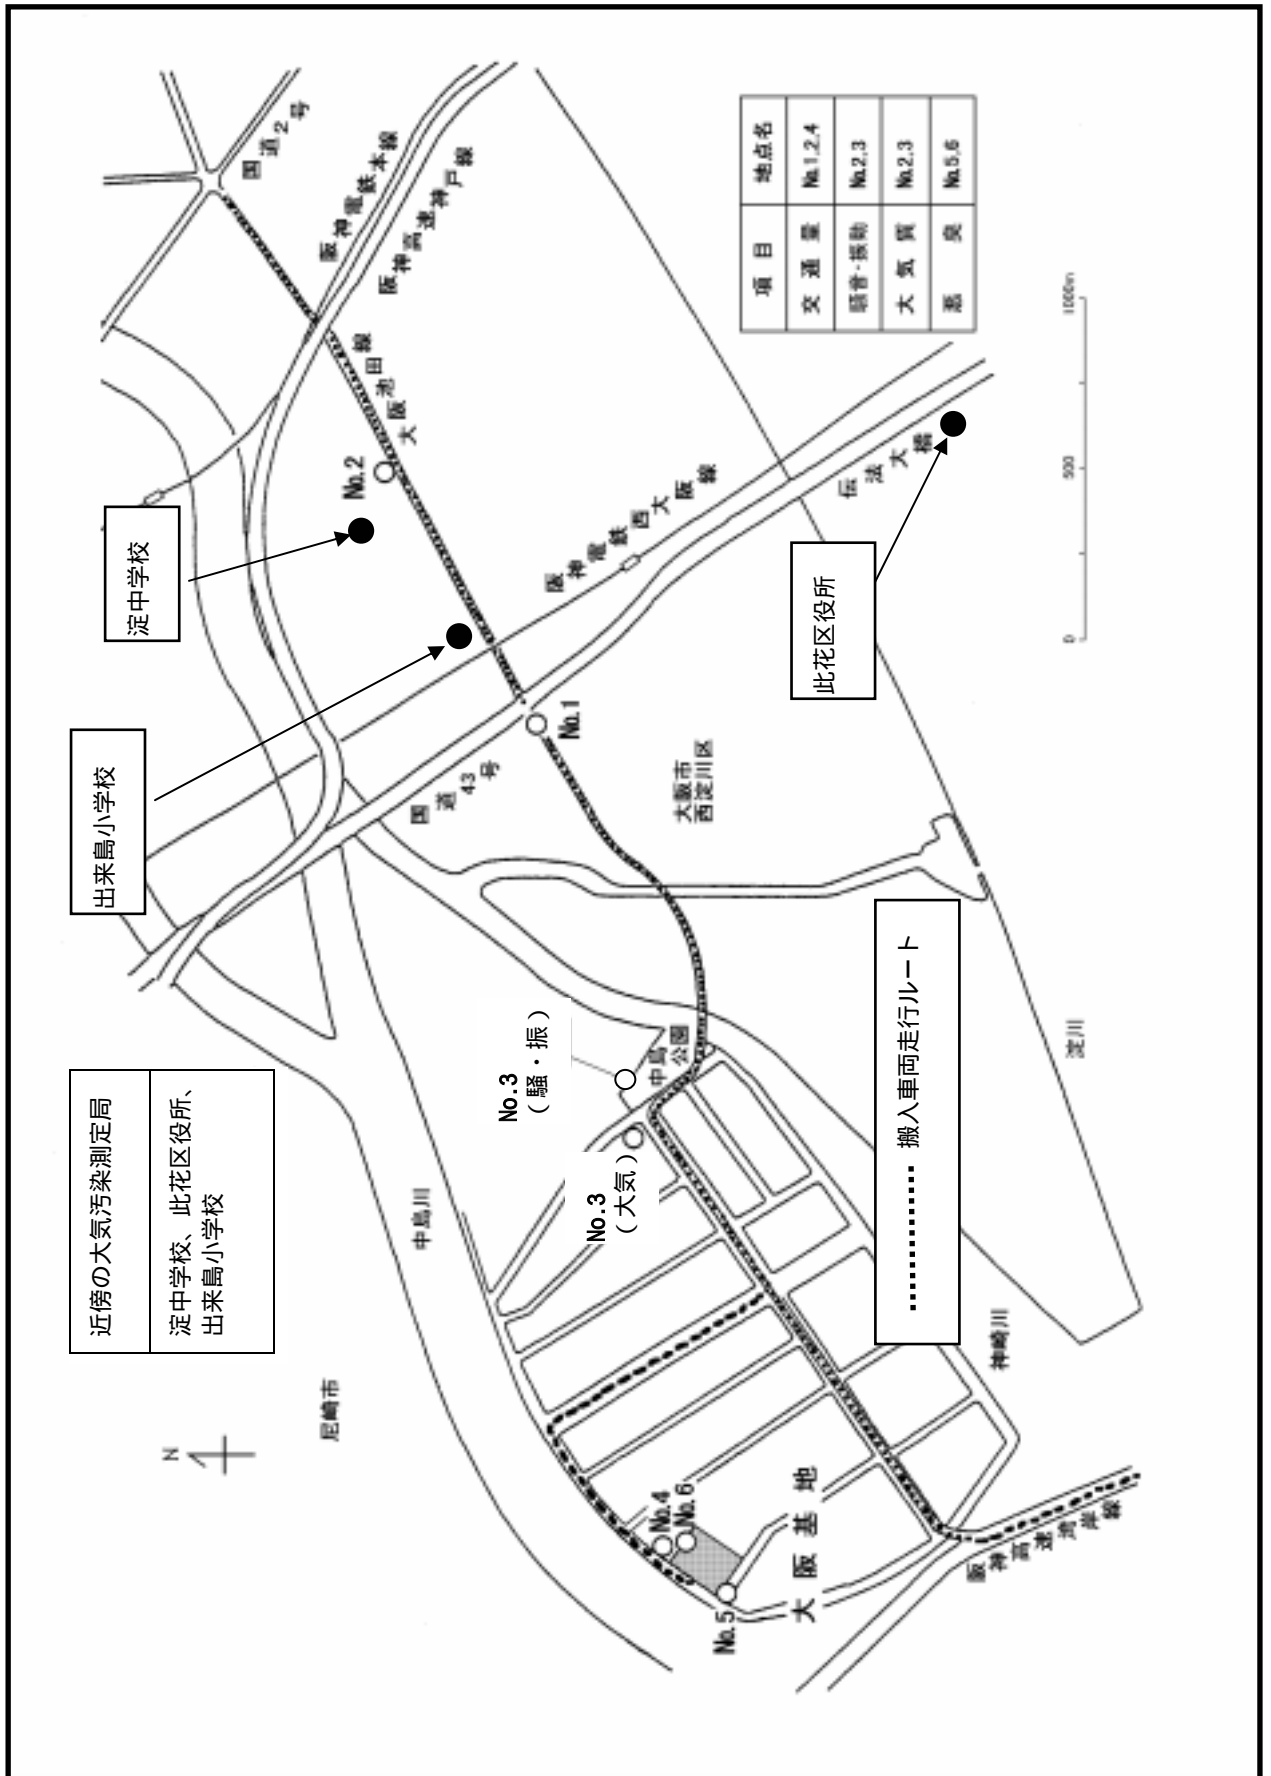 近傍の大気汚染測定局
淀中学校、此花区役所、
出来島小学校
出来島小学校
淀中学校
国道2号
阪神電鉄本線
阪神高速神戸線
大阪池田線
No.2
項目 地点名
交通量 No.1,2,4
騒音・振動 No.2,3
大気質 No.2,3
悪臭 No.5,6
N
尼崎市
中島川
国道43号
No.1
阪神電鉄西大阪線
伝法大橋
大阪市
西淀川区
此花区役所
No.3
(騒・振)
中島
公園
No.3
(大気)
搬入車両走行ルート
淀川
神崎川
0 500 1000m
No.4
No.6
No.5
大阪基地
阪神高速湾岸線